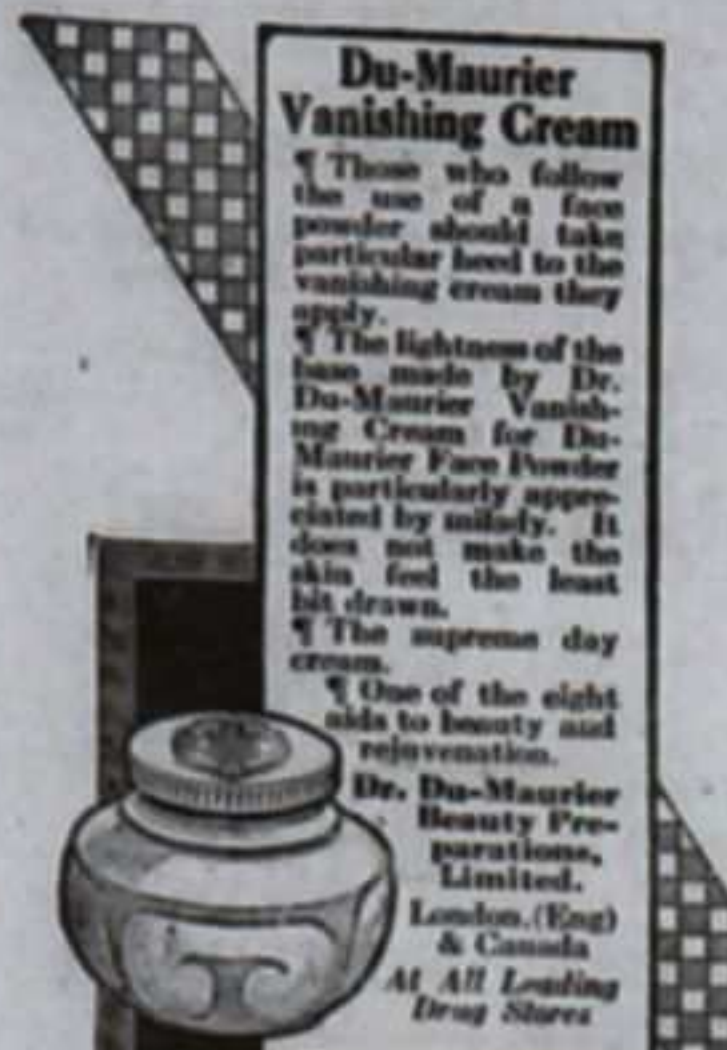 Du-Maurier
Vanishing Cream
¶ Those who follow
the use of a face
powder should take
particular heed to the
vanishing cream they
apply.
¶ The lightness of the
base made by Dr.
Du-Maurier Vanish-
ing Cream for Du-
Maurier Face Powder
is particularly appre-
ciated by milady. It
does not make the
skin feel the least
bit drawn.
¶ The supreme day
cream.
¶ One of the eight
aids to beauty and
rejuvenation.
Dr. Du-Maurier
Beauty Pre-
parations,
Limited.
London.(Eng)
& Canada
At All Leading
Drug Stores